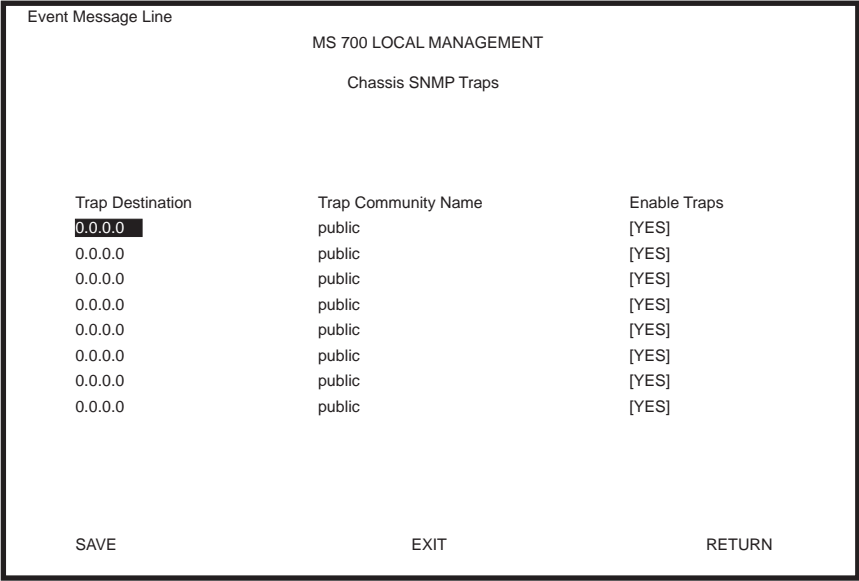 Event Message Line
MS 700 LOCAL MANAGEMENT
Chassis SNMP Traps
Trap Destination Trap Community Name Enable Traps
0.0.0.0 public [YES]
0.0.0.0 public [YES]
0.0.0.0 public [YES]
0.0.0.0 public [YES]
0.0.0.0 public [YES]
0.0.0.0 public [YES]
0.0.0.0 public [YES]
0.0.0.0 public [YES]
SAVE EXIT RETURN